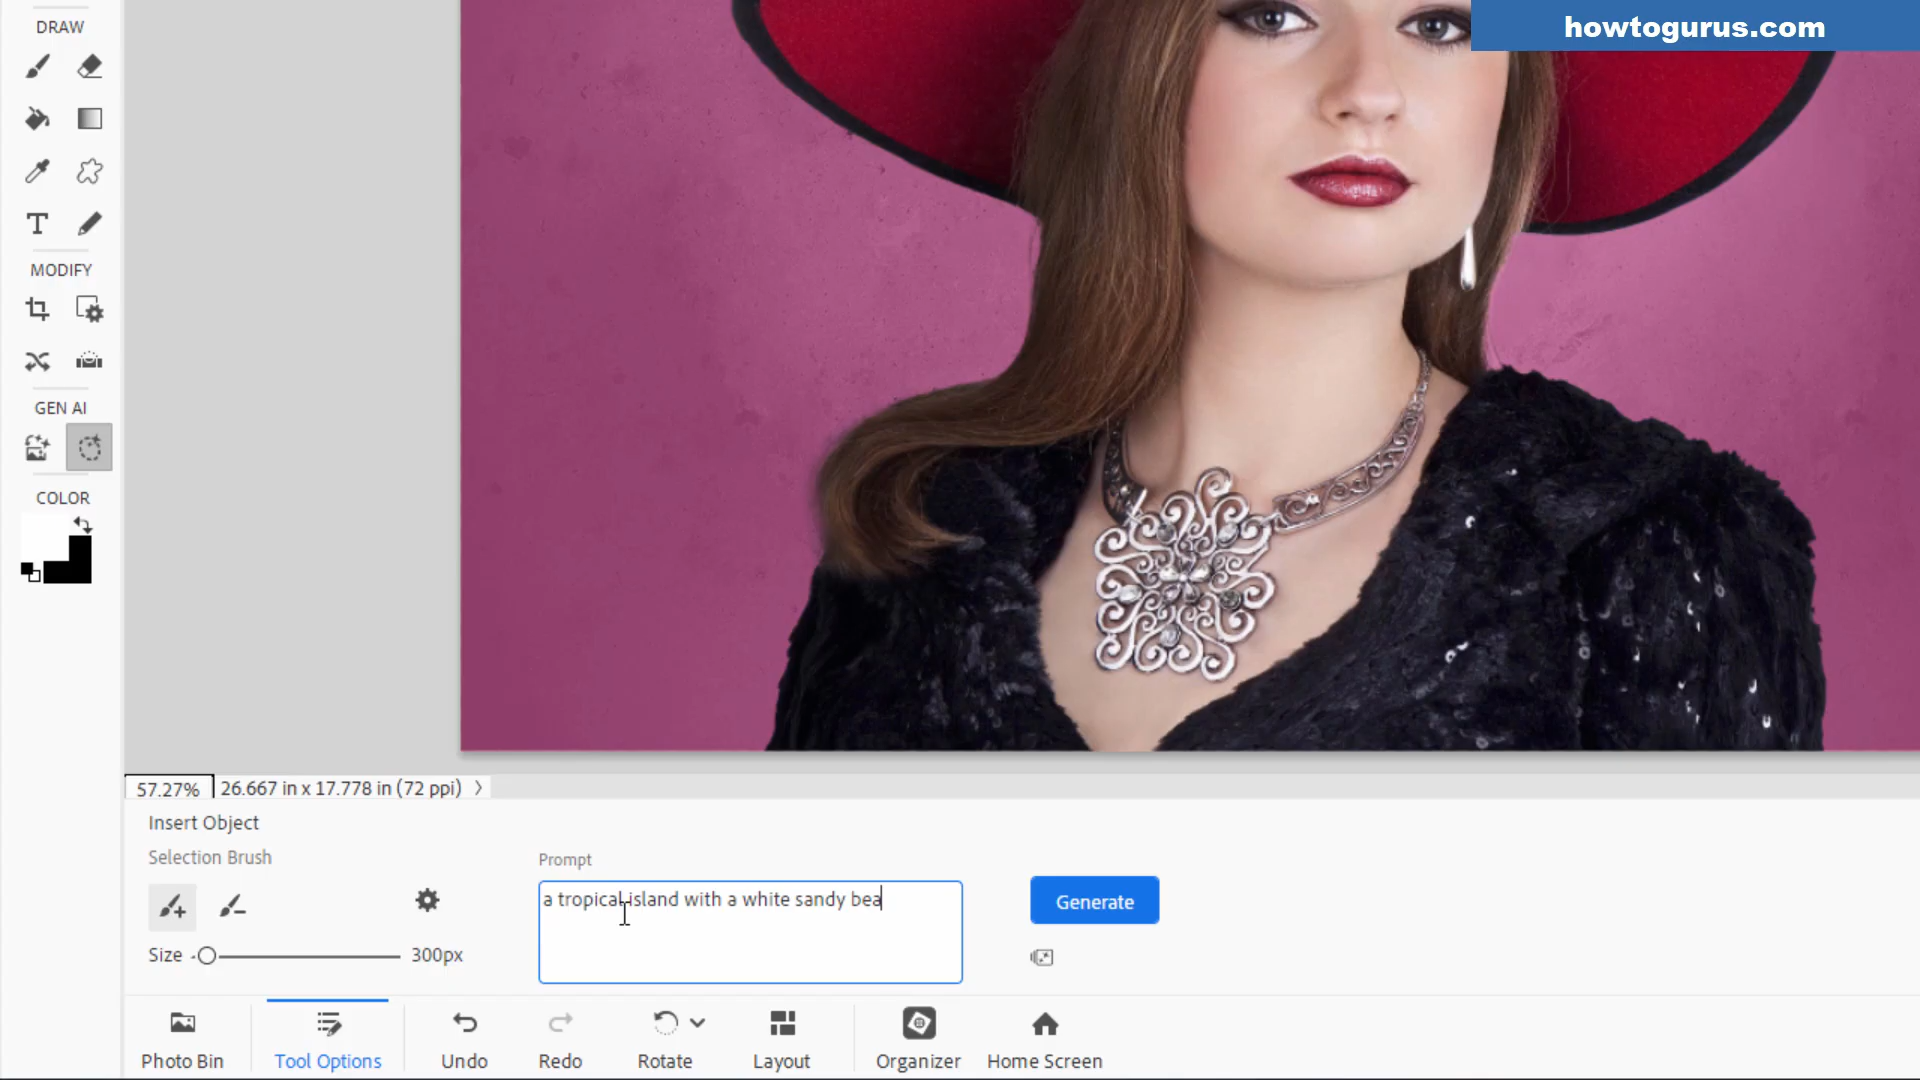 DRAW
howtogurus.com
MODIFY
GEN AI
COLOR
57.27%
26.667 in x 17.778 in (72 ppi)
Insert Object
Selection Brush
Size
300px
Prompt
a tropical island with a white sandy bea
Generate
Photo Bin
Tool Options
Undo
Redo
Rotate
Layout
Organizer
Home Screen